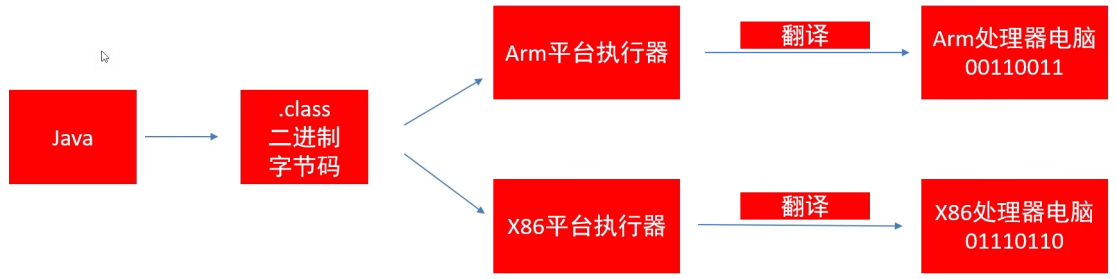 Java
.class
二进制
字节码
Arm平台执行器
翻译
Arm处理器电脑
00110011
X86平台执行器
翻译
X86处理器电脑
01110110